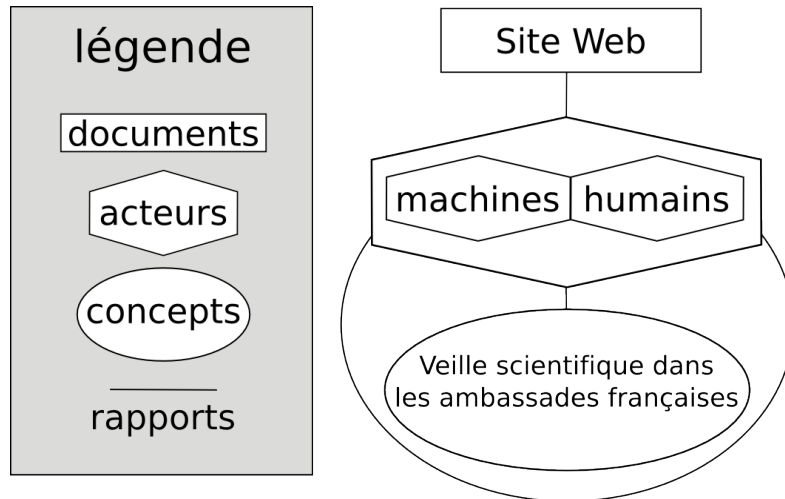 légende
documents
acteurs
concepts
rapports
Site Web
machines
humains
Veille scientifique dans
les ambassades françaises